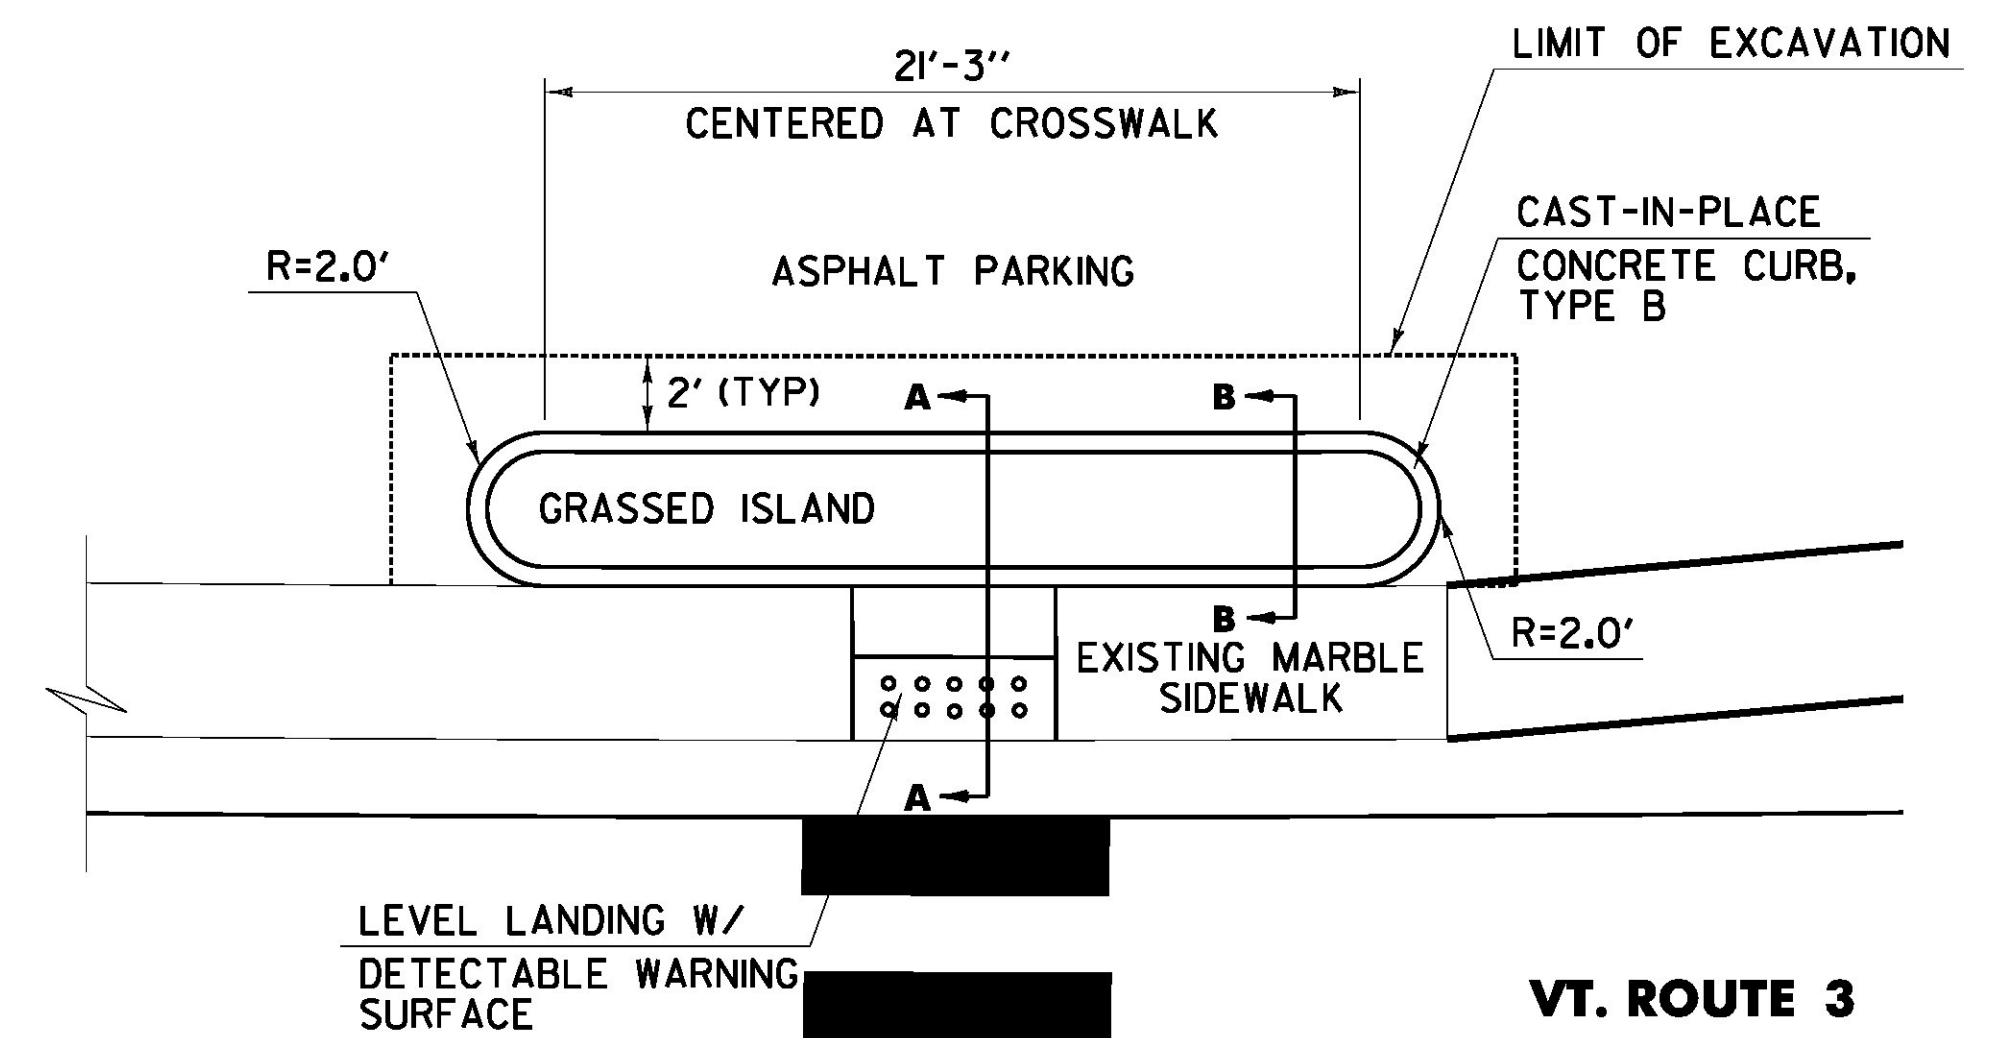 LIMIT OF EXCAVATION
21'-3"
CENTERED AT CROSSWALK
CAST-IN-PLACE
CONCRETE CURB,
TYPE B
R=2.0'
ASPHALT PARKING
2' (TYP)
A
B
GRASSED ISLAND
B
R=2.0'
EXISTING MARBLE
SIDEWALK
A
LEVEL LANDING W/
DETECTABLE WARNING
SURFACE
VT. ROUTE 3